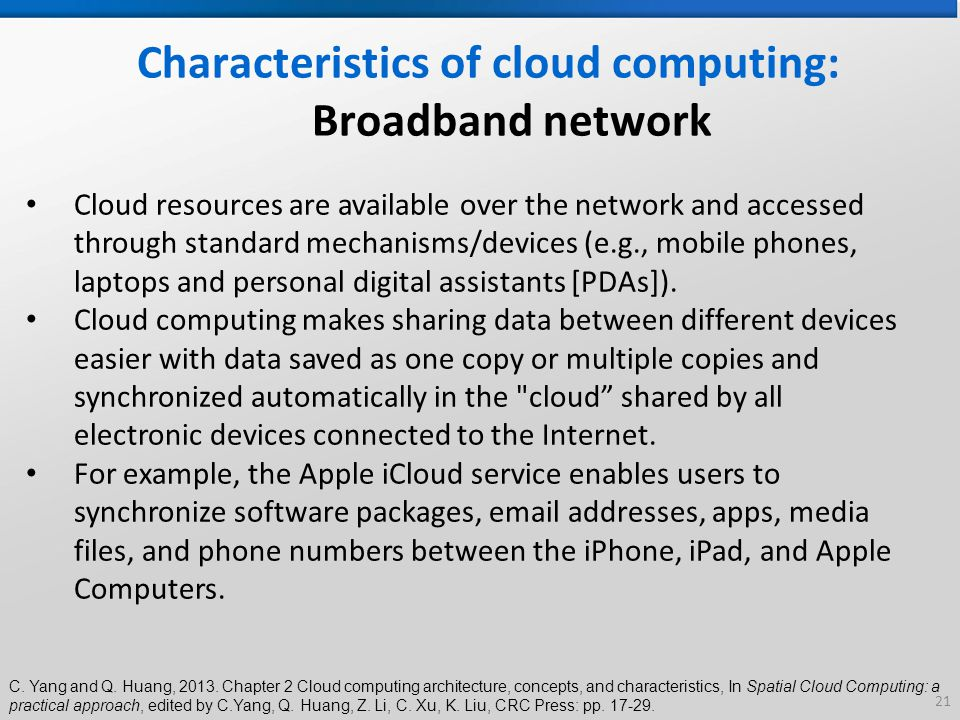 Characteristics of cloud computing:
Broadband network
• Cloud resources are available over the network and accessed
through standard mechanisms/devices (e.g., mobile phones,
laptops and personal digital assistants [PDAs]).
• Cloud computing makes sharing data between different devices
easier with data saved as one copy or multiple copies and
synchronized automatically in the "cloud” shared by all
electronic devices connected to the Internet.
• For example, the Apple iCloud service enables users to
synchronize software packages, email addresses, apps, media
files, and phone numbers between the iPhone, iPad, and Apple
Computers.
C. Yang and Q. Huang, 2013. Chapter 2 Cloud computing architecture, concepts, and characteristics, In Spatial Cloud Computing: a
practical approach, edited by C.Yang, Q. Huang, Z. Li, C. Xu, K. Liu, CRC Press: pp. 17-29.
21